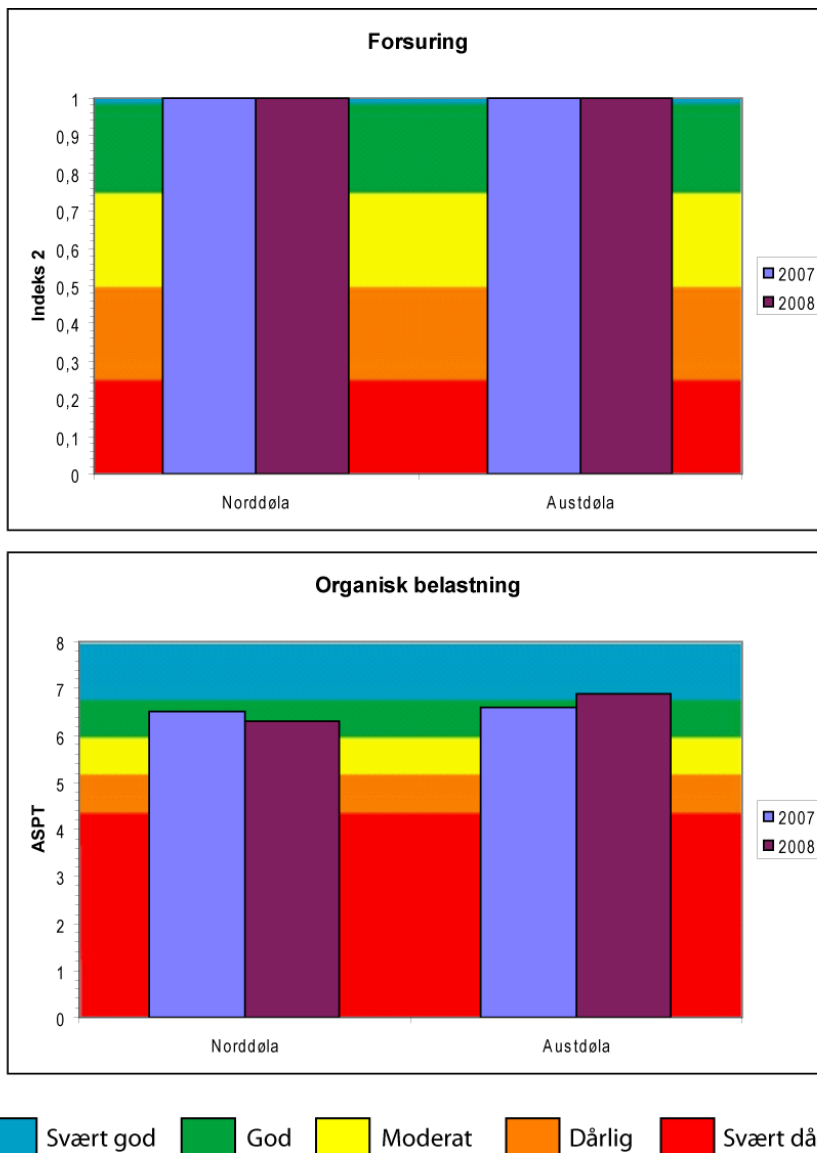 Forsuring
1
0,9
0,8
0,7
0,6
0,5
0,4
0,3
0,2
0,1
0
Indeks 2
Norddøla
Austdøla
2007
2008
Organisk belastning
8
7
6
5
4
3
2
1
0
ASPT
Norddøla
Austdøla
2007
2008
Svært god God Moderat Dårlig Svært då